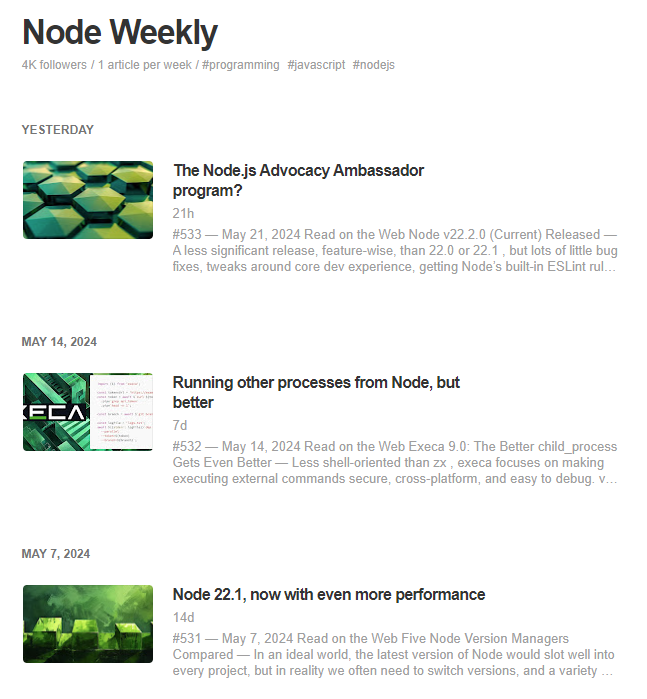 Node Weekly
4K followers / 1 article per week / #programming #javascript #nodejs
YESTERDAY
The Node.js Advocacy Ambassador
program?
21h
#533 — May 21, 2024 Read on the Web Node v22.2.0 (Current) Released —
A less significant release, feature-wise, than 22.0 or 22.1 , but lots of little bug
fixes, tweaks around core dev experience, getting Node's built-in ESLint rul…
MAY 14, 2024
XECA
Running other processes from Node, but
better
7d
#532 — May 14, 2024 Read on the Web Execa 9.0: The Better child_process
Gets Even Better — Less shell-oriented than zx , execa focuses on making
executing external commands secure, cross-platform, and easy to debug. v…
MAY 7, 2024
Node 22.1, now with even more performance
14d
#531 — May 7, 2024 Read on the Web Five Node Version Managers
Compared — In an ideal world, the latest version of Node would slot well into
every project, but in reality we often need to switch versions, and a variety …